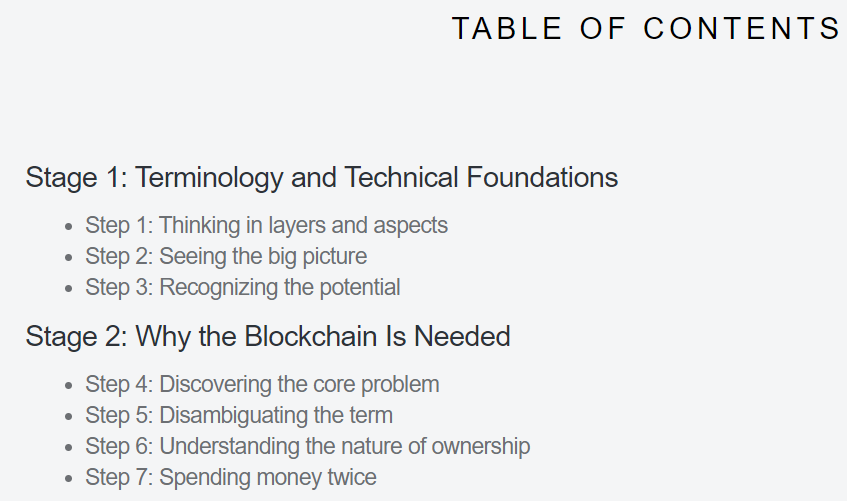 TABLE OF CONTENTS
Stage 1: Terminology and Technical Foundations
• Step 1: Thinking in layers and aspects
• Step 2: Seeing the big picture
• Step 3: Recognizing the potential
Stage 2: Why the Blockchain Is Needed
• Step 4: Discovering the core problem
• Step 5: Disambiguating the term
• Step 6: Understanding the nature of ownership
• Step 7: Spending money twice